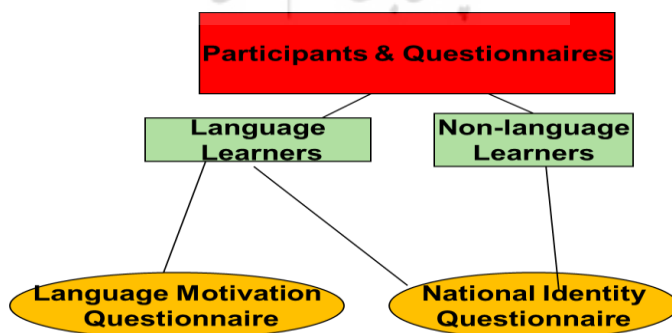 Participants & Questionnaires
Language
Learners
Non-language
Learners
Language Motivation
Questionnaire
National Identity
Questionnaire